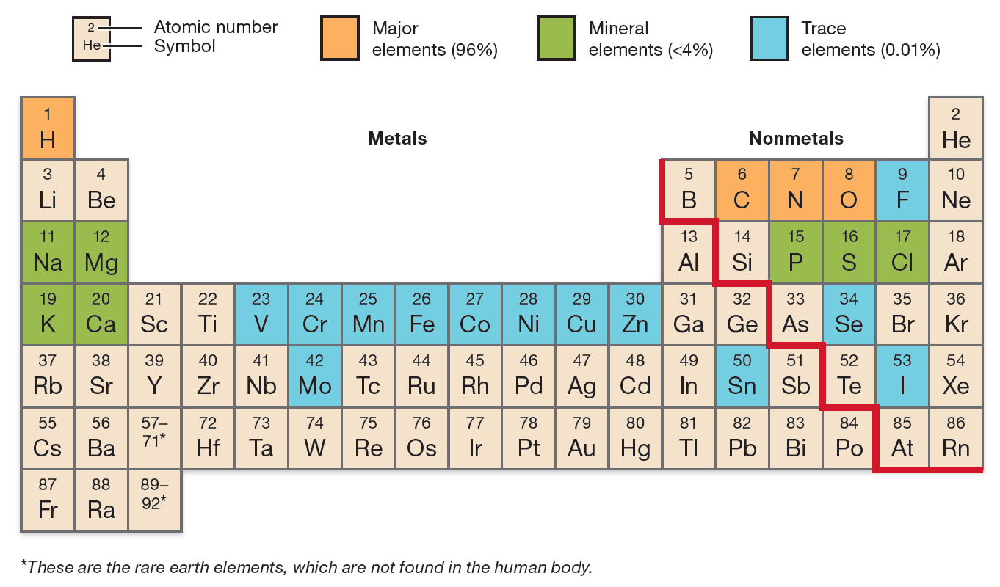 2 Atomic number
He Symbol
Major
elements (96%)
Mineral
elements (<4%)
Trace
elements (0.01%)
Metals
Nonmetals
1 2
H He
3 4 5 6 7 8 9 10
Li Be B C N O F Ne
11 12 13 14 15 16 17 18
Na Mg Al Si P S Cl Ar
19 20 21 22 23 24 25 26 27 28 29 30 31 32 33 34 35 36
K Ca Sc Ti V Cr Mn Fe Co Ni Cu Zn Ga Ge As Se Br Kr
37 38 39 40 41 42 43 44 45 46 47 48 49 50 51 52 53 54
Rb Sr Y Zr Nb Mo Tc Ru Rh Pd Ag Cd In Sn Sb Te I Xe
55 56 57– 72 73 74 75 76 77 78 79 80 81 82 83 84 85 86
Cs Ba 71* Hf Ta W Re Os Ir Pt Au Hg Tl Pb Bi Po At Rn
87 88 89–
Fr Ra 92*
*These are the rare earth elements, which are not found in the human body.